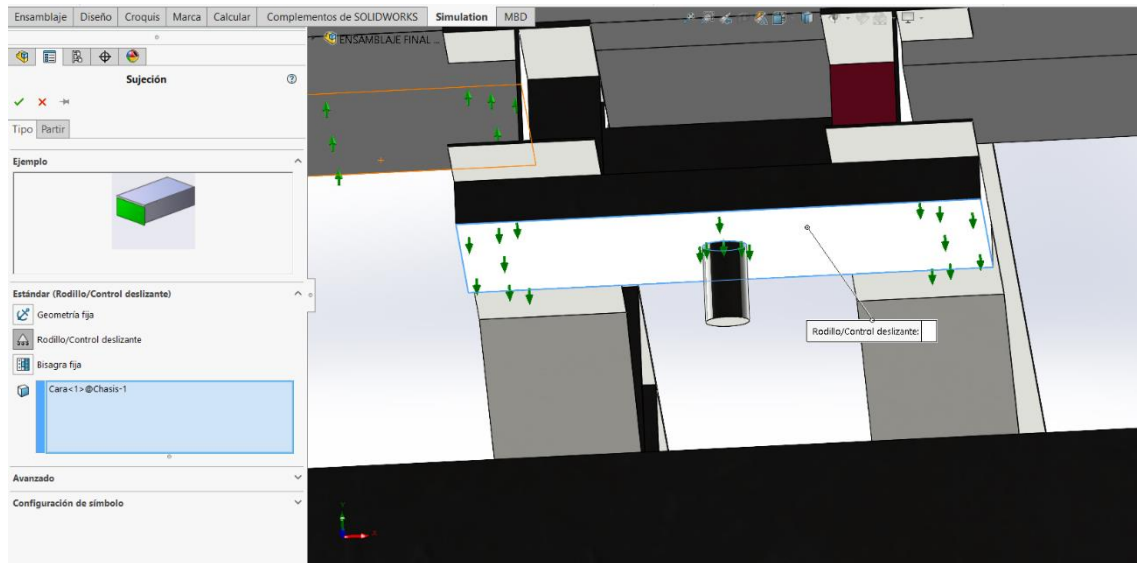 Ensamblaje Diseño Croquis Marca Calcular Complementos de SOLIDWORKS Simulation MBD
ENSAMBLAJE FINAL ...
Sujeción
Tipo Partir
Ejemplo
Estándar (Rodillo/Control deslizante)
Geometría fija
Rodillo/Control deslizante
Bisagra fija
Cara<1>@Chasis-1
Avanzado
Configuración de símbolo
Rodillo/Control deslizante:
Y
X